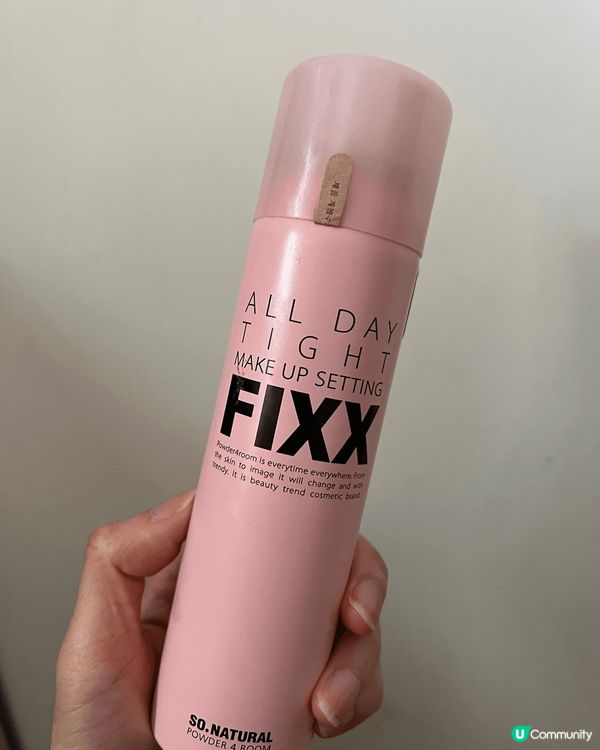 ALL DAY
TIGHT
MAKE UP SETTING
FIXX
Powder4room is everytime everywhere. From
the skin to image it will change and with
trendy. It is beauty trend cosmetic brand.
SO.NATURAL
POWDER 4 ROOM
U Community